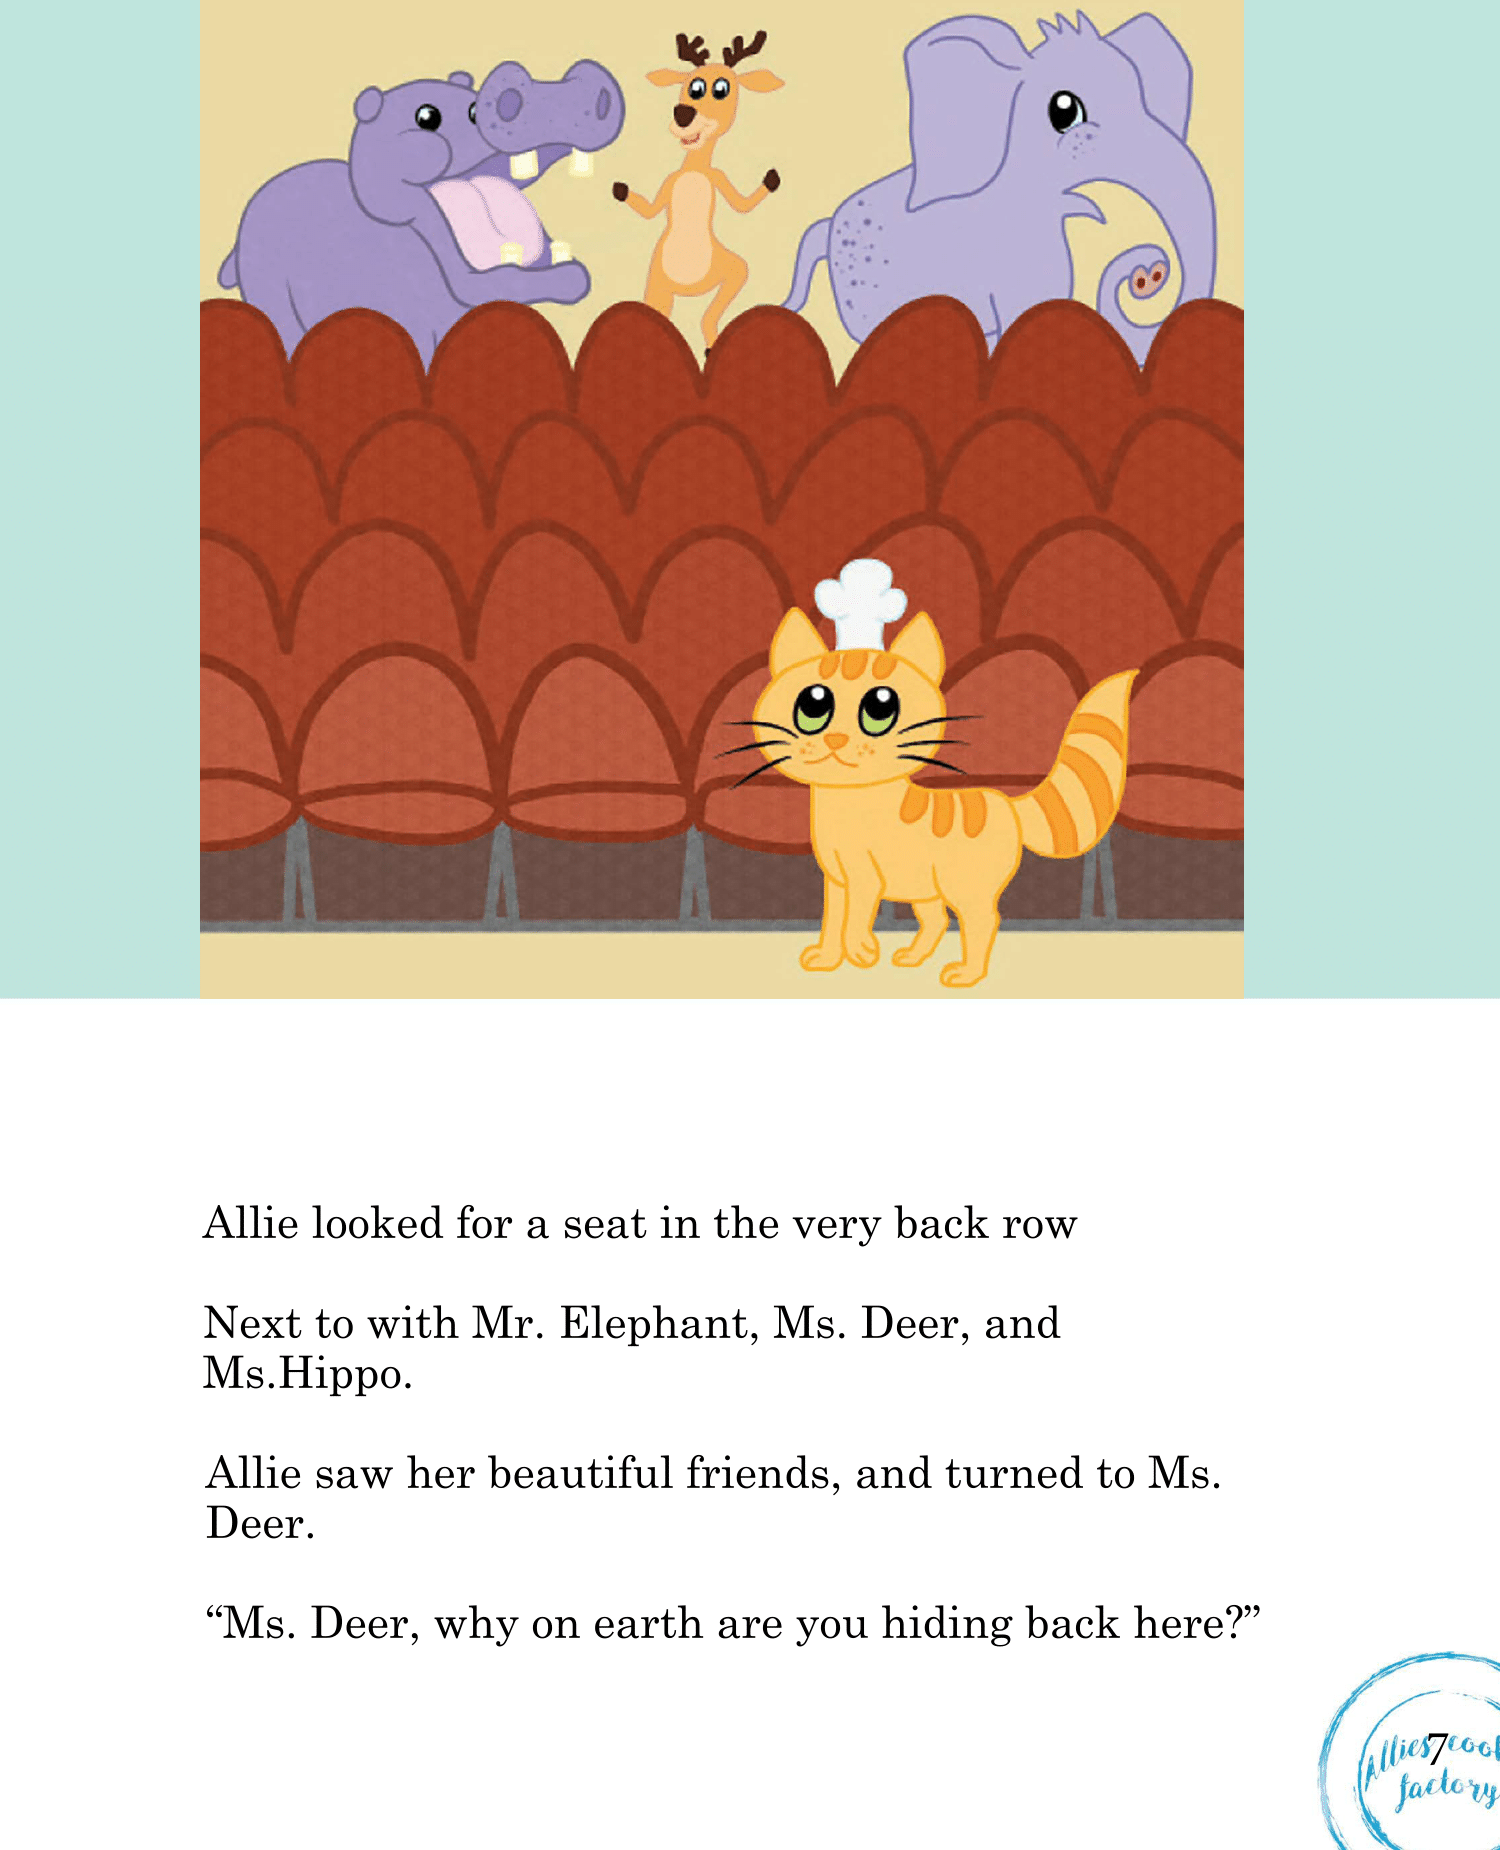 Allie looked for a seat in the very back row
Next to with Mr. Elephant, Ms. Deer, and
Ms.Hippo.
Allie saw her beautiful friends, and turned to Ms.
Deer.
“Ms. Deer, why on earth are you hiding back here?”
Allies
7
factory